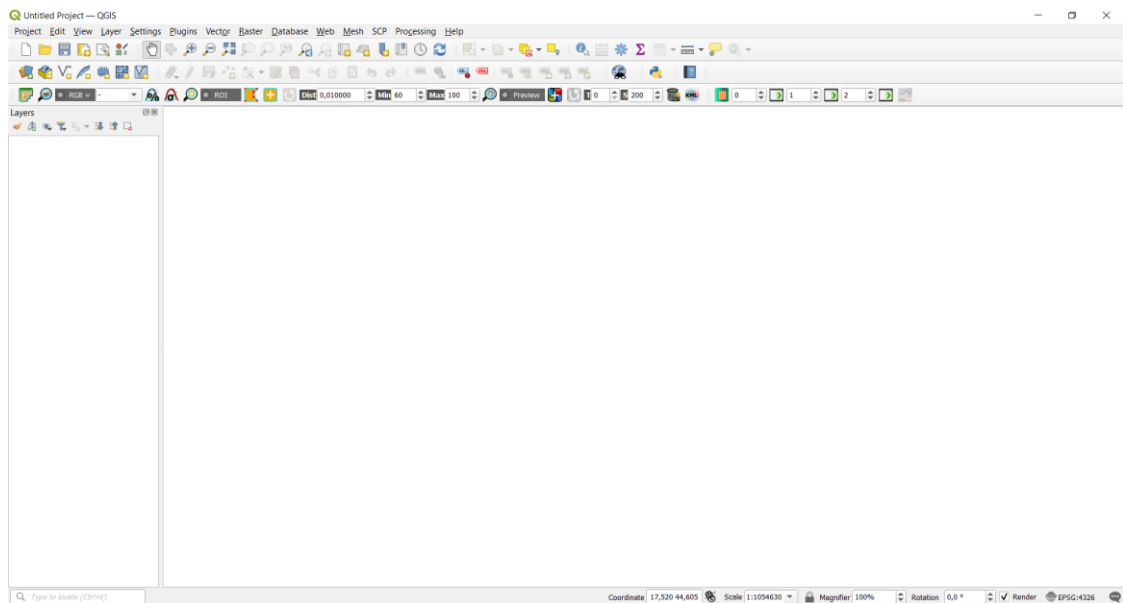 Untitled Project — QGIS
Project Edit View Layer Settings Plugins Vector Raster Database Web Mesh SCP Processing Help
RGB = - ROI Dist 0,010000 Min 60 Max 100 Preview T 0 S 200 0 1 2
Layers
Type to locate (Ctrl+K) Coordinate 17,520 44,605 Scale 1:1054630 Magnifier 100% Rotation 0,0 ° Render EPSG:4326